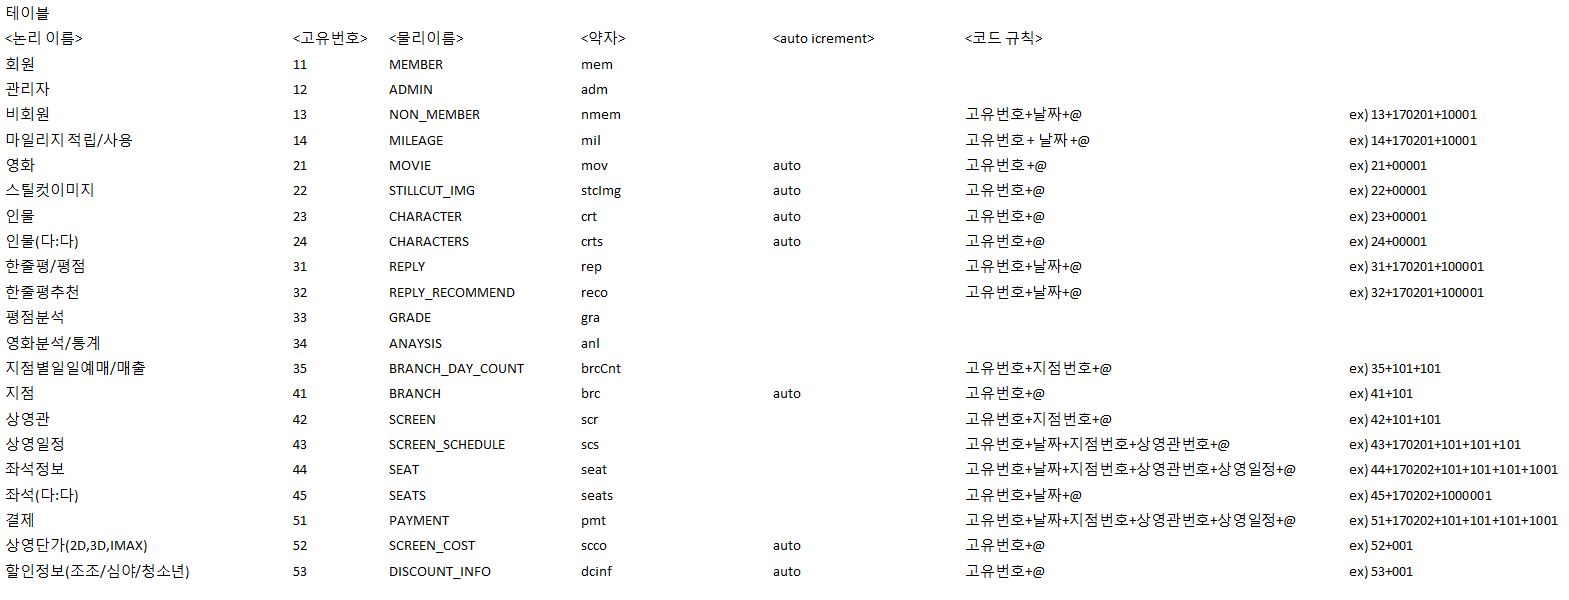 테이블
<논리 이름> <고유번호> <물리이름> <약자> <auto icrement> <코드 규칙>
회원 11 MEMBER mem
관리자 12 ADMIN adm
비회원 13 NON_MEMBER nmem 고유번호+날짜+@ ex) 13+170201+10001
마일리지 적립/사용 14 MILEAGE mil 고유번호 + 날짜 +@ ex) 14+170201+10001
영화 21 MOVIE mov auto 고유번호 +@ ex) 21+00001
스틸컷이미지 22 STILLCUT_IMG stcImg auto 고유번호+@ ex) 22+00001
인물 23 CHARACTER crt auto 고유번호+@ ex) 23+00001
인물(다:다) 24 CHARACTERS crts auto 고유번호+@ ex) 24+00001
한줄평/평점 31 REPLY rep 고유번호+날짜+@ ex) 31+170201+100001
한줄평추천 32 REPLY_RECOMMEND reco 고유번호+날짜+@ ex) 32+170201+100001
평점분석 33 GRADE gra
영화분석/통계 34 ANAYSIS anl
지점별일일예매/매출 35 BRANCH_DAY_COUNT brcCnt 고유번호+지점번호+@ ex) 35+101+101
지점 41 BRANCH brc auto 고유번호+@ ex) 41+101
상영관 42 SCREEN scr 고유번호+지점번호+@ ex) 42+101+101
상영일정 43 SCREEN_SCHEDULE scs 고유번호+날짜+지점번호+상영관번호+@ ex) 43+170201+101+101+101
좌석정보 44 SEAT seat 고유번호+날짜+지점번호+상영관번호+상영일정+@ ex) 44+170202+101+101+101+1001
좌석(다:다) 45 SEATS seats 고유번호+날짜+@ ex) 45+170202+1000001
결제 51 PAYMENT pmt 고유번호+날짜+지점번호+상영관번호+상영일정+@ ex) 51+170202+101+101+101+1001
상영단가(2D,3D,IMAX) 52 SCREEN_COST scco auto 고유번호+@ ex) 52+001
할인정보(조조/심야/청소년) 53 DISCOUNT_INFO dcinf auto 고유번호+@ ex) 53+001